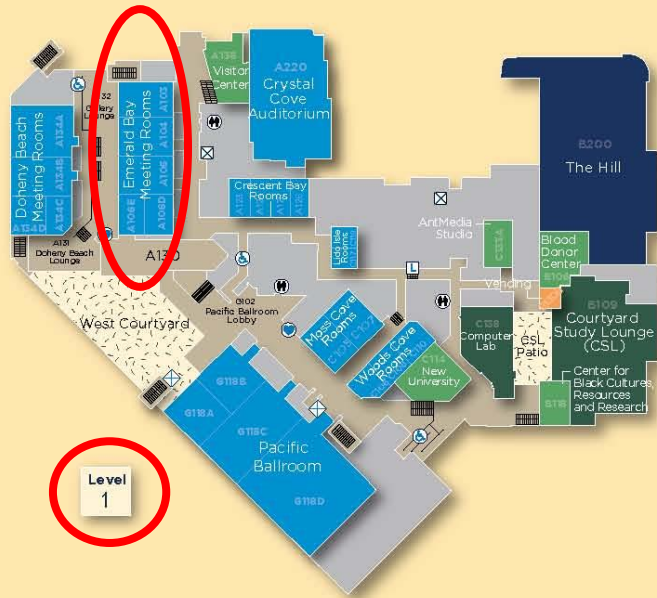 A138
Visitor
Center
A220
Crystal
Cove
Auditorium
B200
The Hill
Doheny Beach
Meeting Rooms
A134A
A134B
A134C
A134D
Lounge
Emerald Bay
Meeting Rooms
A103
A104
A105
A106D
A106E
Crescent Bay
Rooms
A131
Doheny Beach
Lounge
A130
Lido Isle
Rooms
AntMedia
Studio
Blood
Donor
Center
Vending
L
G102
Pacific Ballroom
Lobby
West Courtyard
Moss Cove
Rooms
Woods Cove
Rooms
C114
New
University
C138
Computer
Lab
CSL
Patio
B109
Courtyard
Study Lounge
(CSL)
Center for
Black Cultures,
Resources
and Research
G118B
G118A
G118C
G118D
Pacific
Ballroom
Level
1